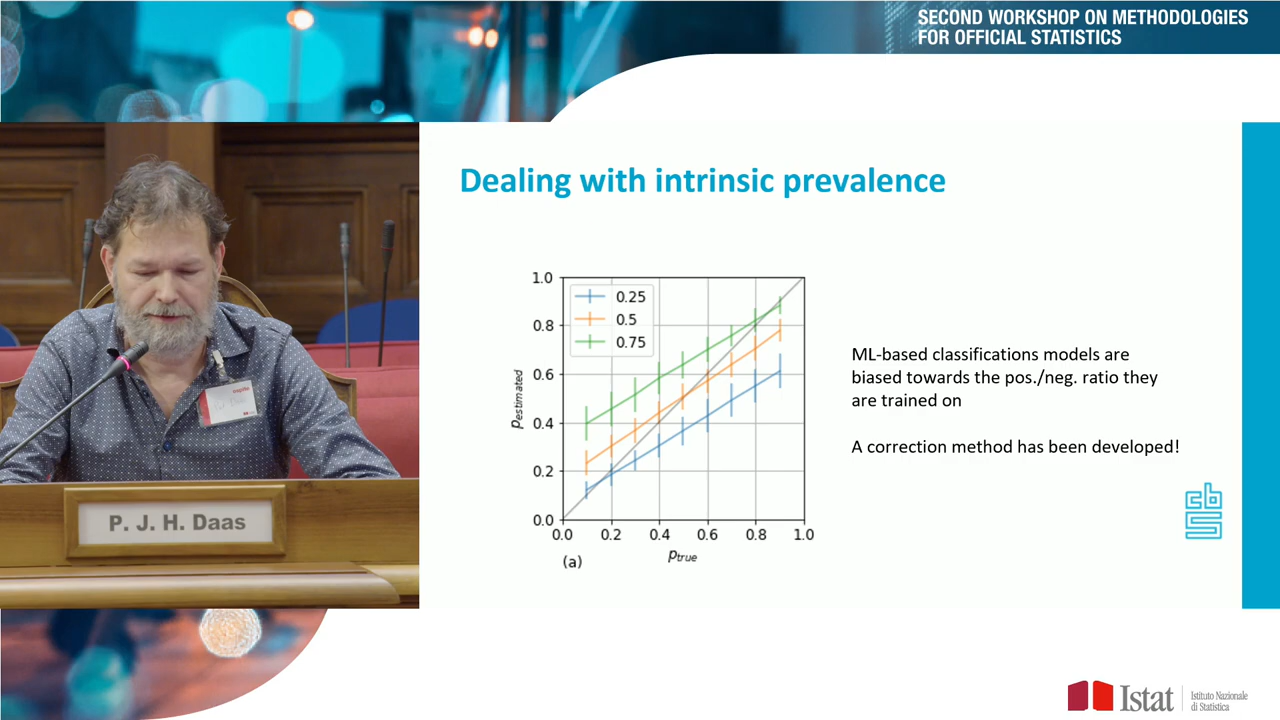 SECOND WORKSHOP ON METHODOLOGIES
FOR OFFICIAL STATISTICS
Dealing with intrinsic prevalence
1.0
0.8
0.6
0.4
0.2
0.0
0.25
0.5
0.75
p_estimated
0.0 0.2 0.4 0.6 0.8 1.0
p_true
(a)
ML-based classifications models are
biased towards the pos./neg. ratio they
are trained on
A correction method has been developed!
cbs
P. J. H. Daas
Istat
Istituto Nazionale
di Statistica